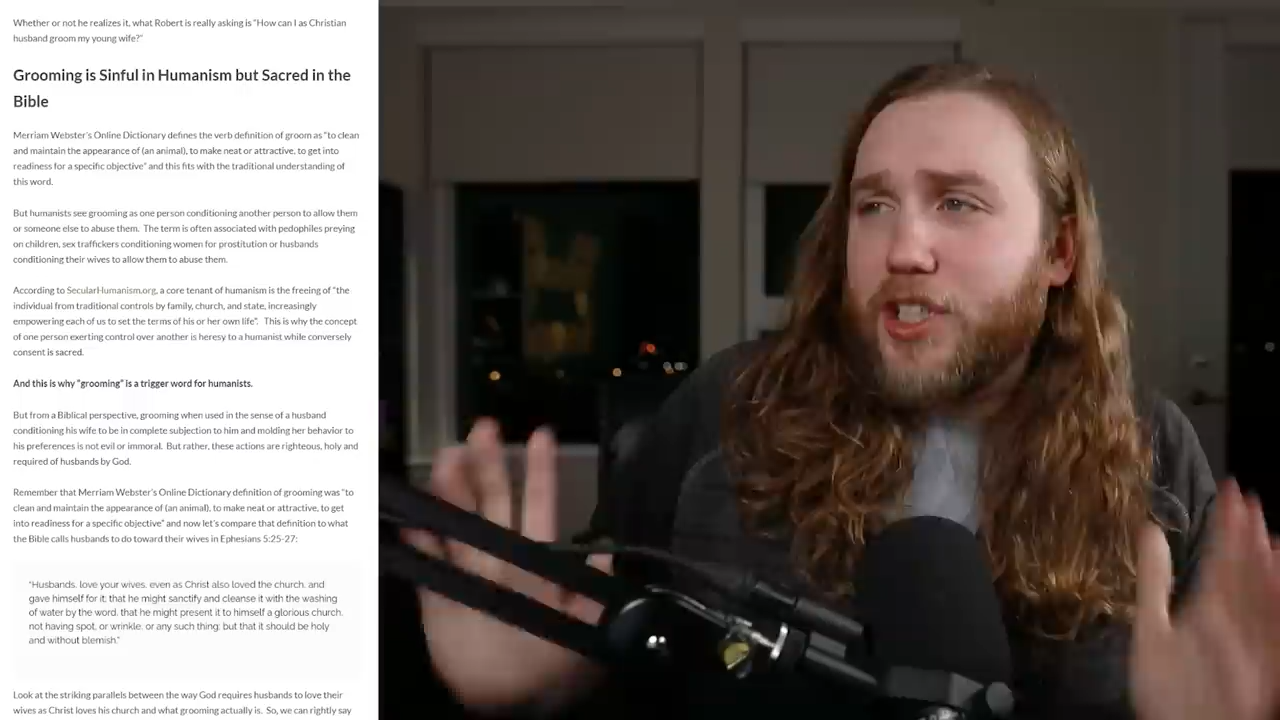 Whether or not he realizes it, what Robert is really asking is “How can I as Christian
husband groom my young wife?”
Grooming is Sinful in Humanism but Sacred in the
Bible
Merriam Webster’s Online Dictionary defines the verb definition of groom as “to clean
and maintain the appearance of (an animal), to make neat or attractive, to get into
readiness for a specific objective” and this fits with the traditional understanding of
this word.
But humanists see grooming as one person conditioning another person to allow them
or someone else to abuse them.  The term is often associated with pedophiles preying
on children, sex traffickers conditioning women for prostitution or husbands
conditioning their wives to allow them to abuse them.
According to SecularHumanism.org, a core tenant of humanism is the freeing of “the
individual from traditional controls by family, church, and state, increasingly
empowering each of us to set the terms of his or her own life”.  This is why the concept
of one person exerting control over another is heresy to a humanist while conversely
consent is sacred.
And this is why “grooming” is a trigger word for humanists.
But from a Biblical perspective, grooming when used in the sense of a husband
conditioning his wife to be in complete subjection to him and molding her behavior to
his preferences is not evil or immoral.  But rather, these actions are righteous, holy and
required of husbands by God.
Remember that Merriam Webster’s Online Dictionary definition of grooming was “to
clean and maintain the appearance of (an animal), to make neat or attractive, to get
into readiness for a specific objective” and now let’s compare that definition to what
the Bible calls husbands to do toward their wives in Ephesians 5:25-27:
“Husbands, love your wives, even as Christ also loved the church, and
gave himself for it; that he might sanctify and cleanse it with the washing
of water by the word, that he might present it to himself a glorious church,
not having spot, or wrinkle, or any such thing; but that it should be holy
and without blemish.”
Look at the striking parallels between the way God requires husbands to love their
wives as Christ loves his church and what grooming actually is.  So, we can rightly say